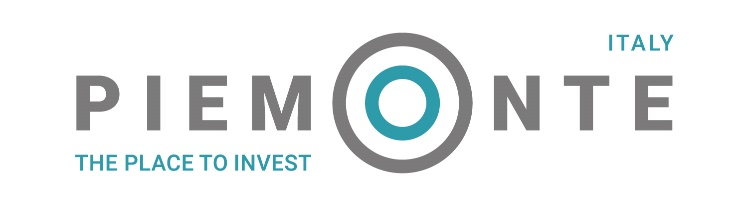 ITALY
PIEMONTE
THE PLACE TO INVEST